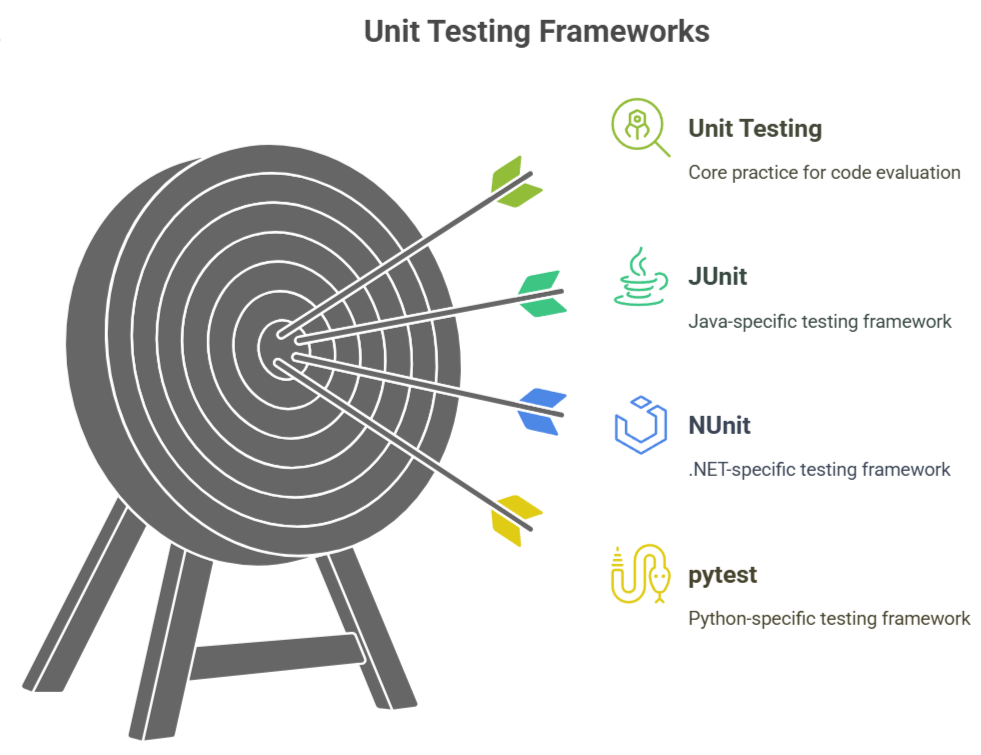 Unit Testing Frameworks
Unit Testing
Core practice for code evaluation
JUnit
Java-specific testing framework
NUnit
.NET-specific testing framework
pytest
Python-specific testing framework